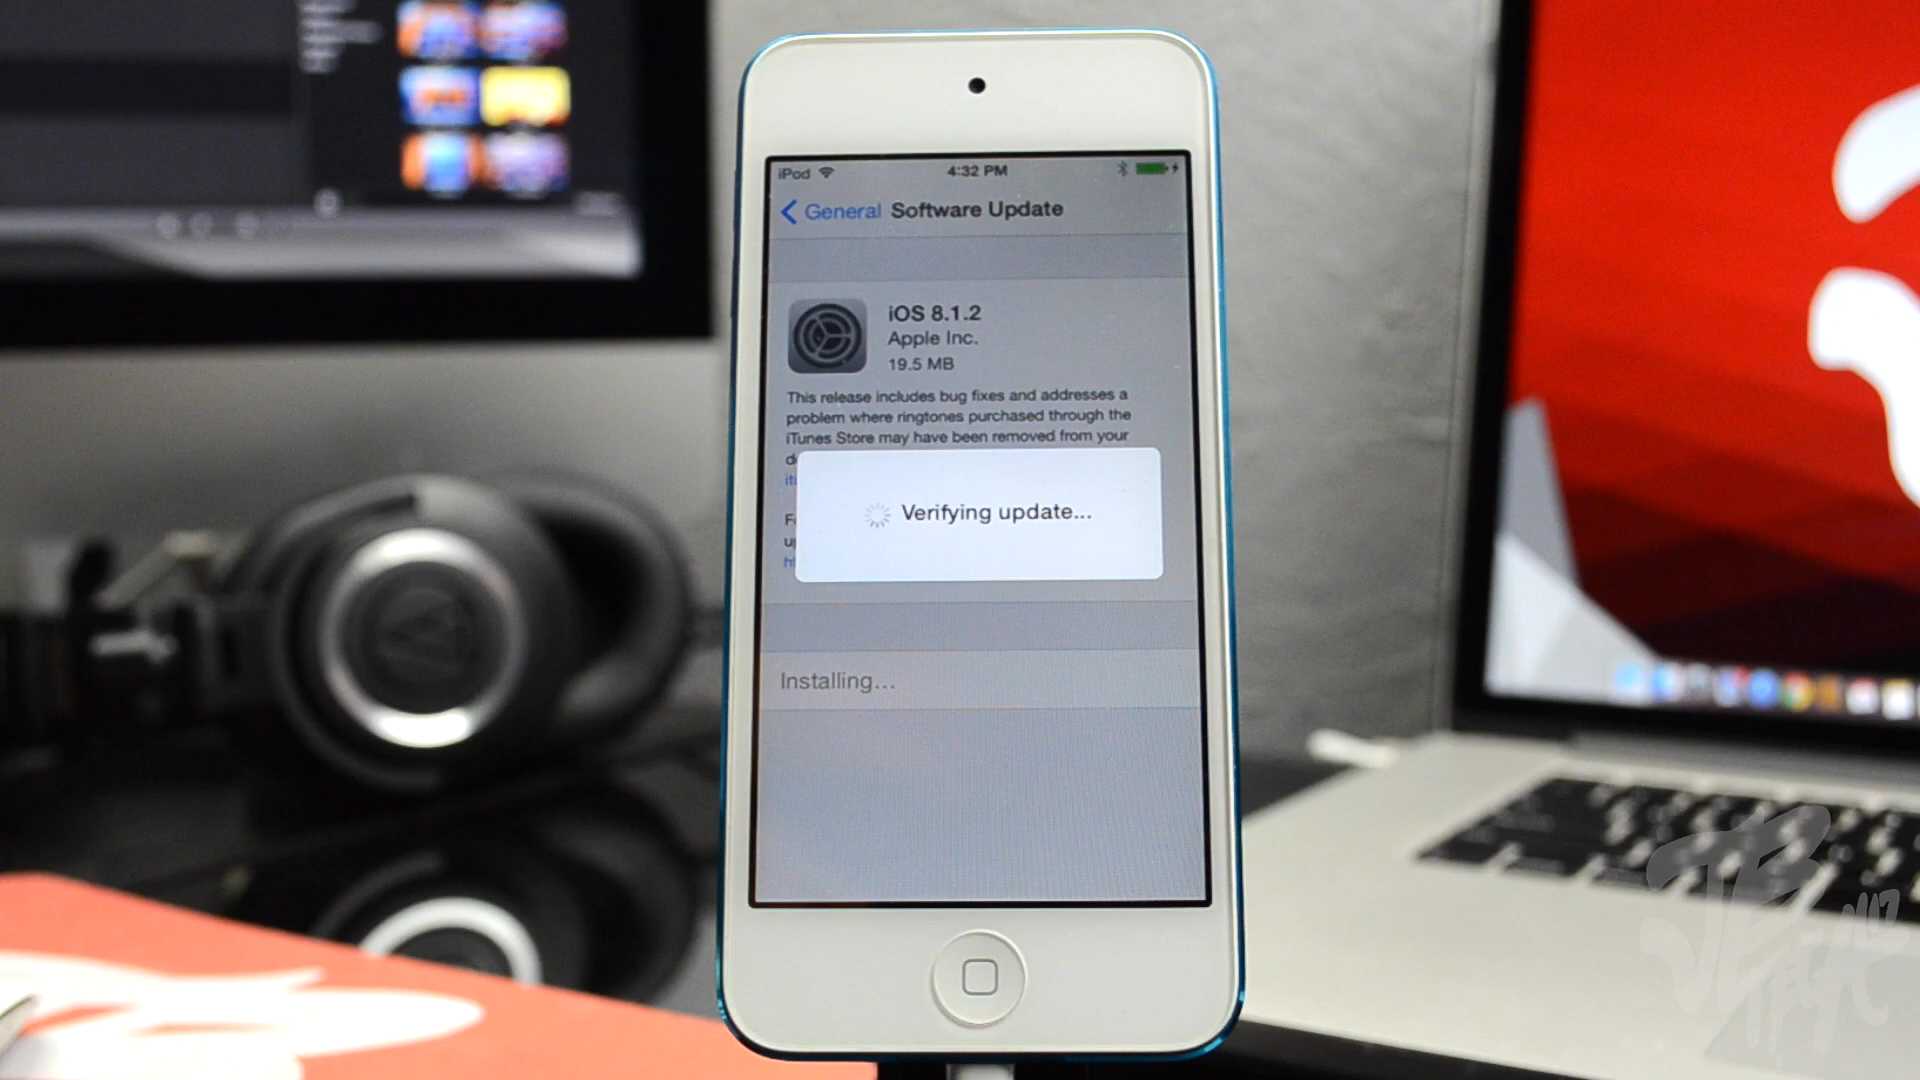 iPod 4:32 PM
General Software Update
iOS 8.1.2
Apple Inc.
19.5 MB
This release includes bug fixes and addresses a
problem where ringtones purchased through the
iTunes Store may have been removed from your
Verifying update...
Installing...